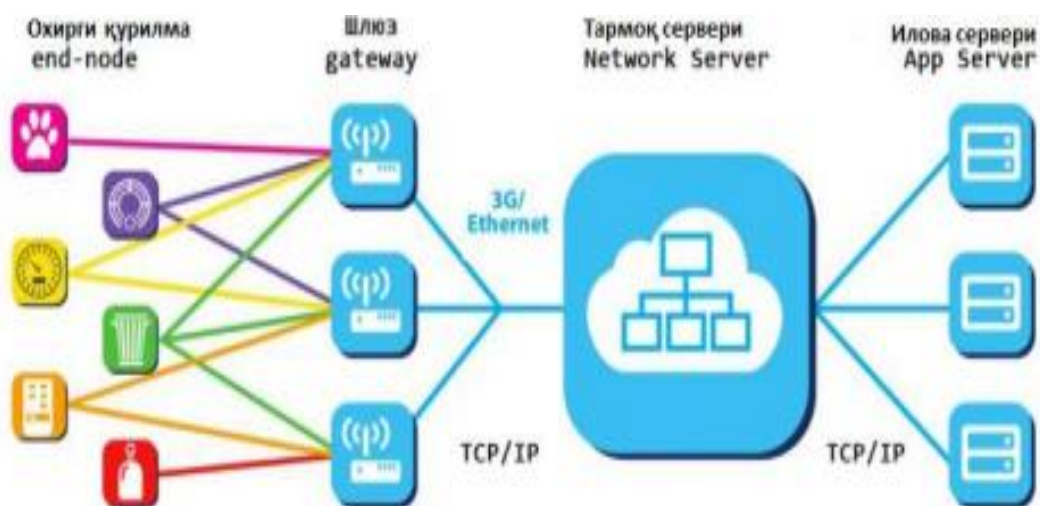 Охирги қурилма
end-node
Шлюз
gateway
Тармоқ сервери
Network Server
Илова сервери
App Server
3G/
Ethernet
TCP/IP
TCP/IP